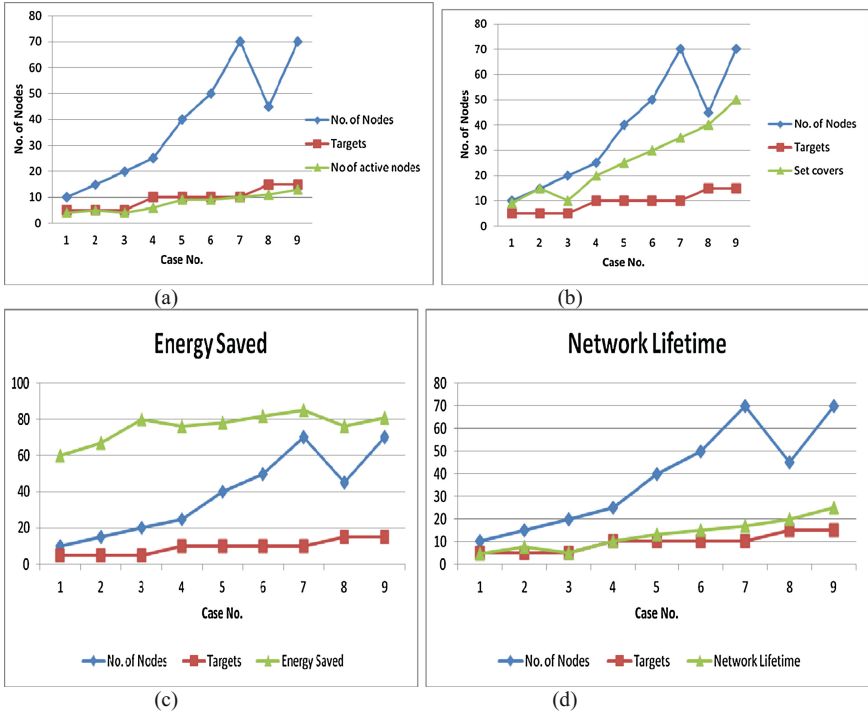 80
70
60
50
40
30
20
10
0
No. of Nodes
1 2 3 4 5 6 7 8 9
Case No.
No. of Nodes
Targets
No of active nodes
(a)
80
70
60
50
40
30
20
10
0
No. of Nodes
1 2 3 4 5 6 7 8 9
Case No.
No. of Nodes
Targets
Set covers
(b)
Energy Saved
100
80
60
40
20
0
1 2 3 4 5 6 7 8 9
Case No.
No. of Nodes Targets Energy Saved
(c)
Network Lifetime
80
70
60
50
40
30
20
10
0
1 2 3 4 5 6 7 8 9
Case No.
No. of Nodes Targets Network Lifetime
(d)